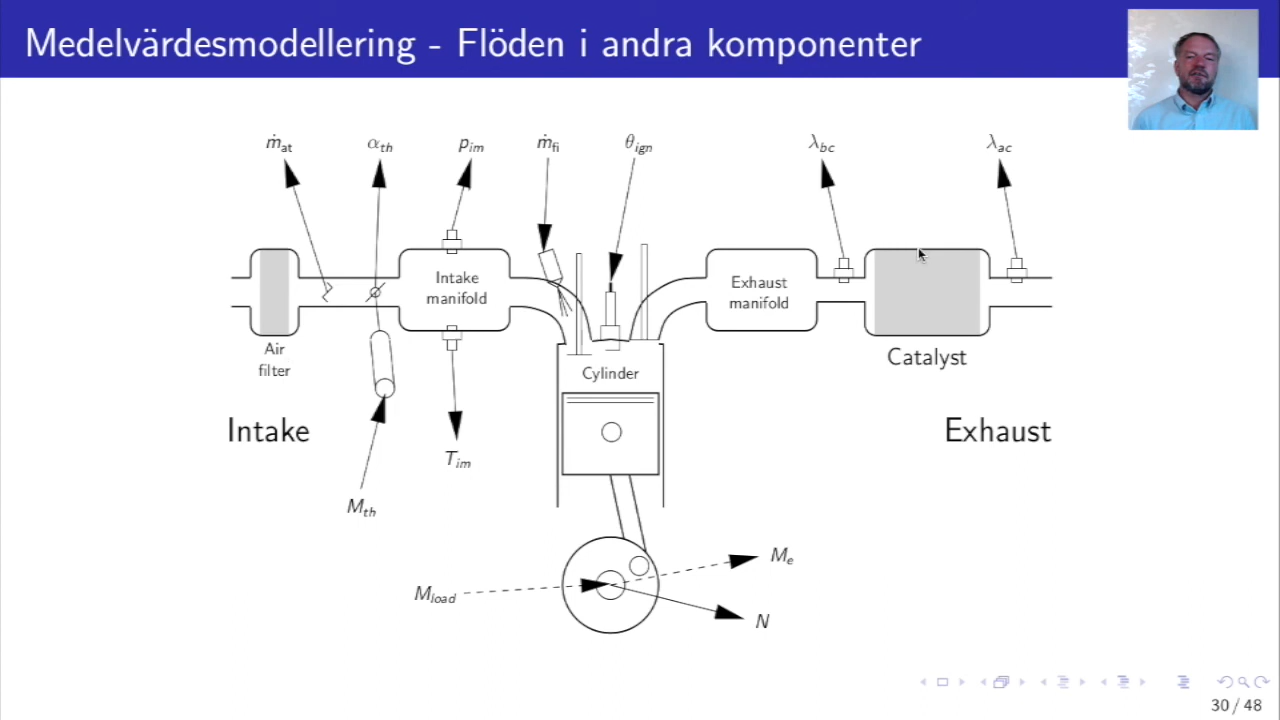 Medelvärdesmodellering - Flöden i andra komponenter
ṁat
αth
pim
ṁfi
θign
λbc
λac
Intake
manifold
Exhaust
manifold
Air
filter
Cylinder
Catalyst
Intake
Exhaust
Tim
Mth
Me
Mload
N
30 / 48